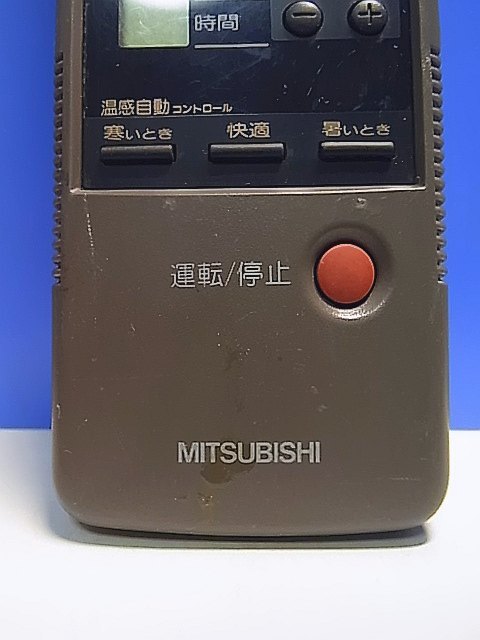 時間 − +
温感自動コントロール
寒いとき 快適 暑いとき
運転/停止
MITSUBISHI